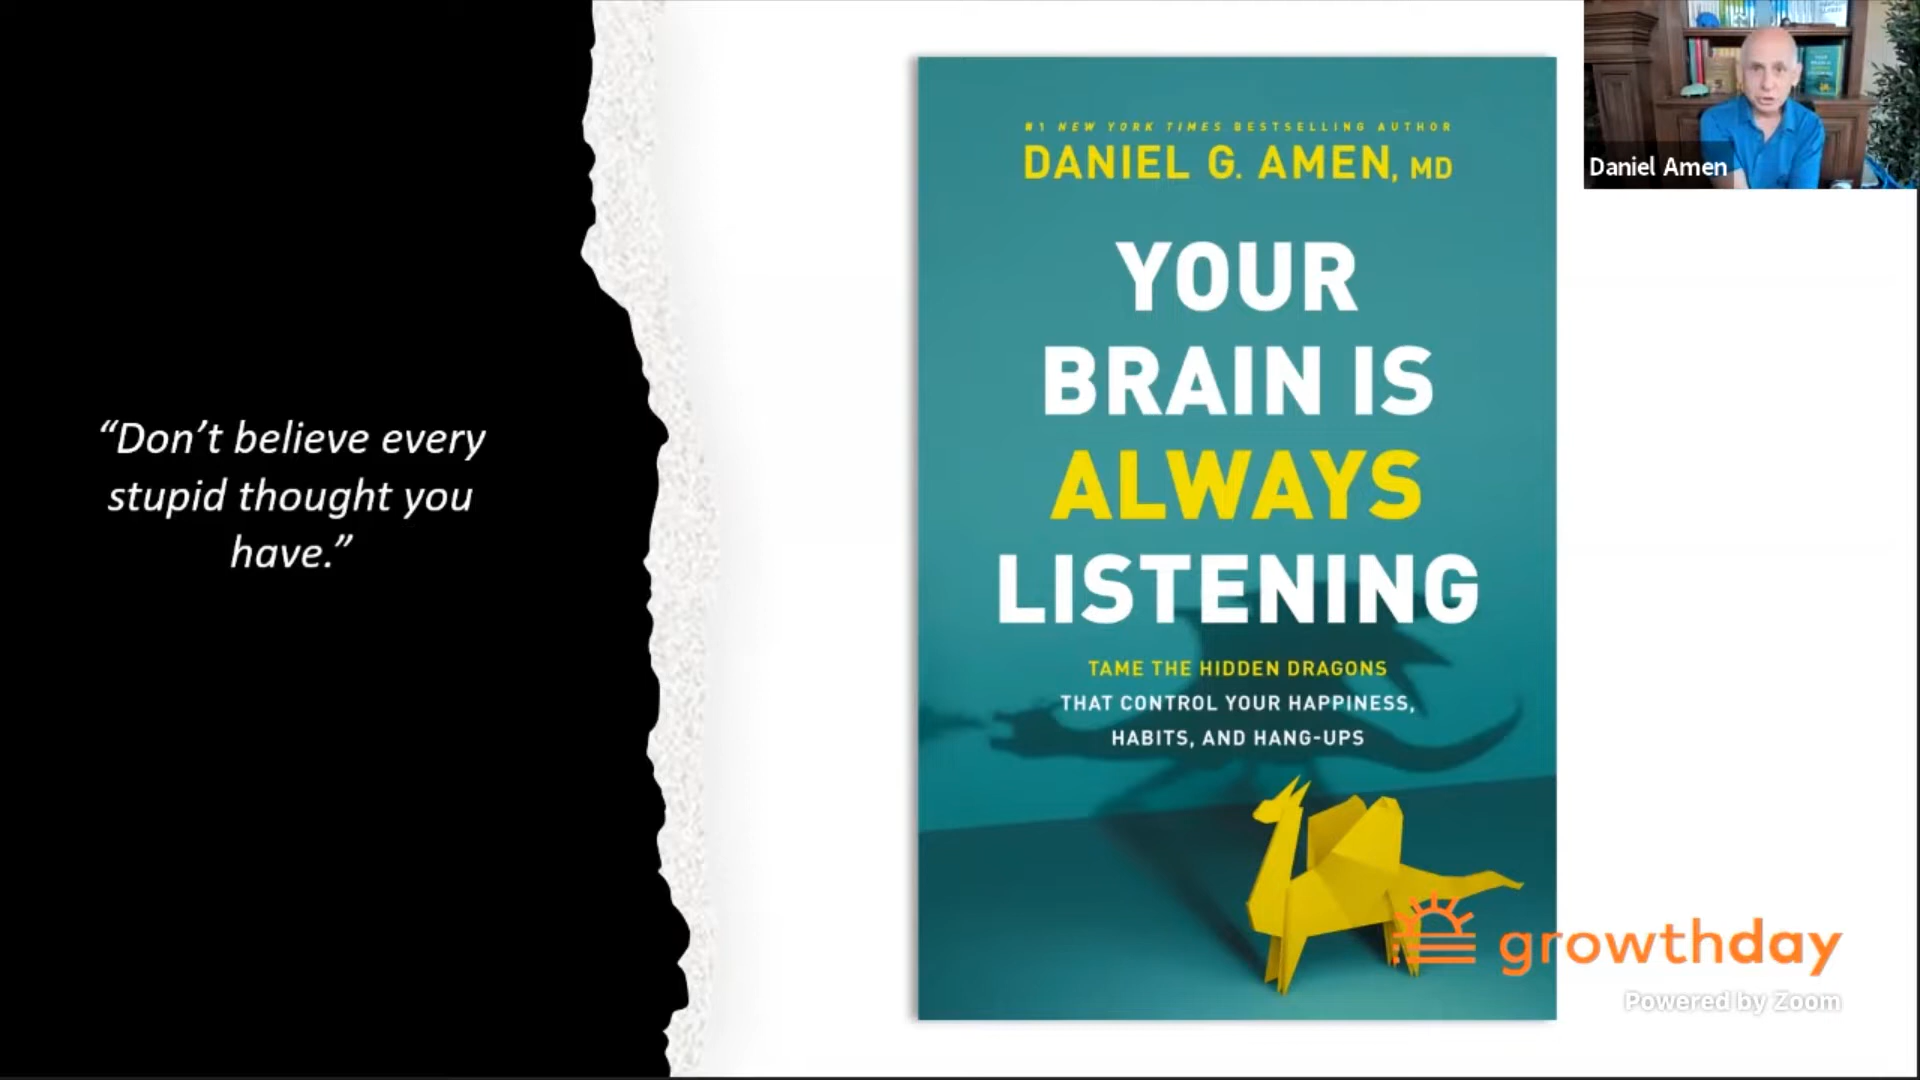 “Don’t believe every
stupid thought you
have.”
#1 NEW YORK TIMES BESTSELLING AUTHOR
DANIEL G. AMEN, MD
YOUR
BRAIN IS
ALWAYS
LISTENING
TAME THE HIDDEN DRAGONS
THAT CONTROL YOUR HAPPINESS,
HABITS, AND HANG-UPS
Daniel Amen
growthday
Powered by Zoom